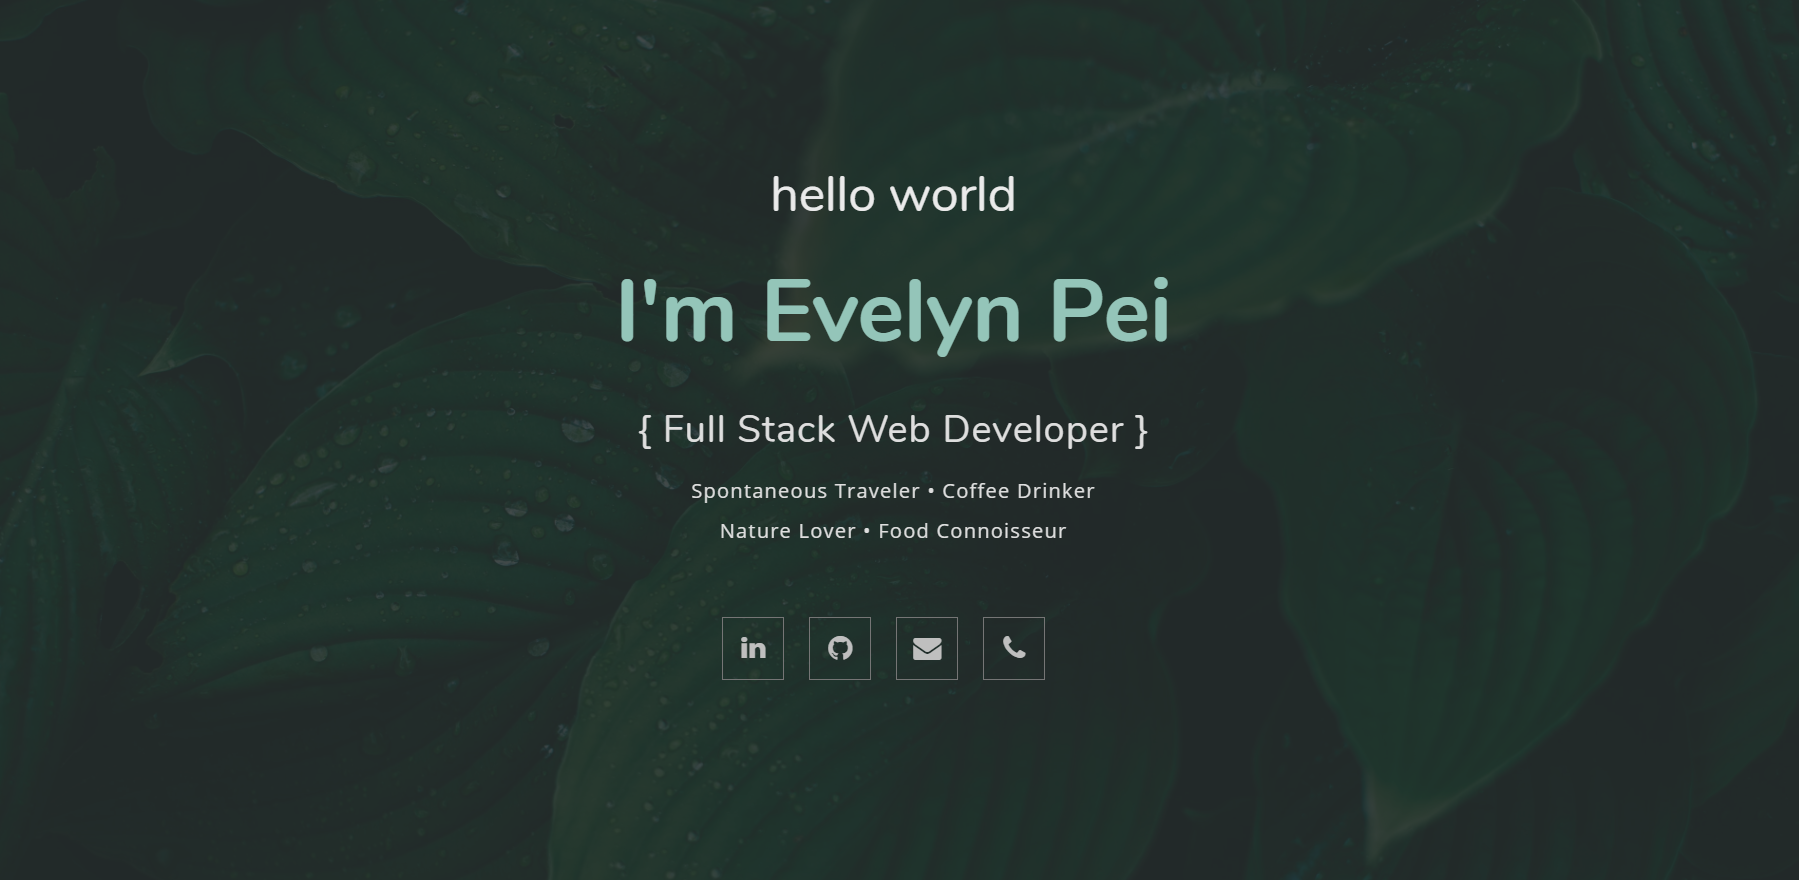 hello world
I'm Evelyn Pei
{ Full Stack Web Developer }
Spontaneous Traveler • Coffee Drinker
Nature Lover • Food Connoisseur
in